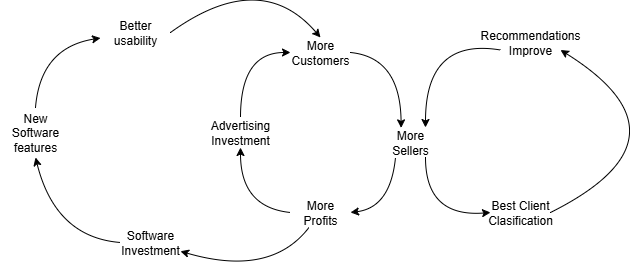 Better
usability
More
Customers
Recommendations
Improve
New
Software
features
Advertising
Investment
More
Sellers
More
Profits
Best Client
Clasification
Software
Investment